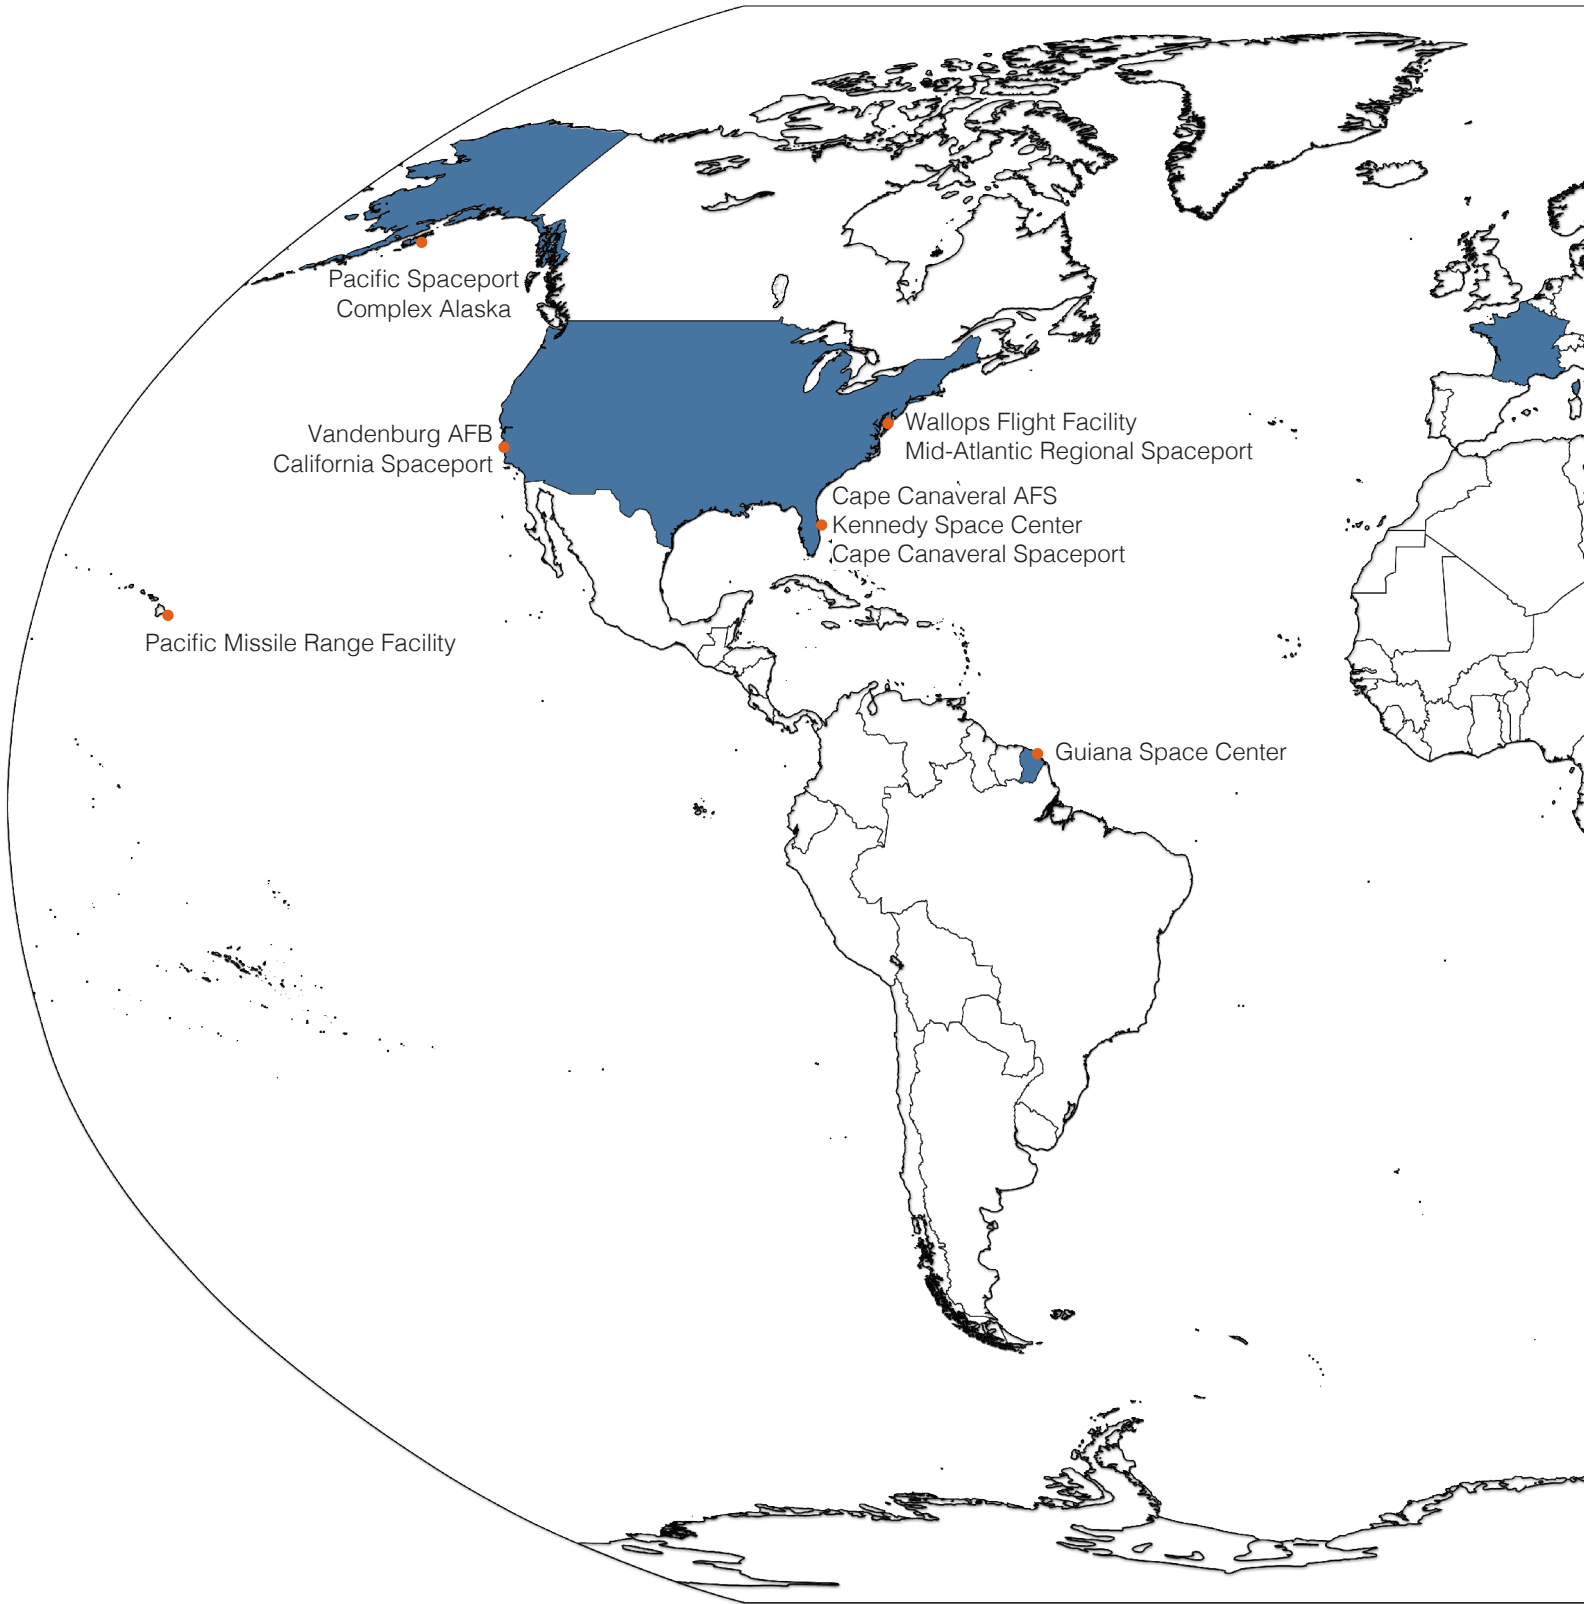 Pacific Spaceport
Complex Alaska
Vandenburg AFB
California Spaceport
Wallops Flight Facility
Mid-Atlantic Regional Spaceport
Cape Canaveral AFS
Kennedy Space Center
Cape Canaveral Spaceport
Pacific Missile Range Facility
Guiana Space Center